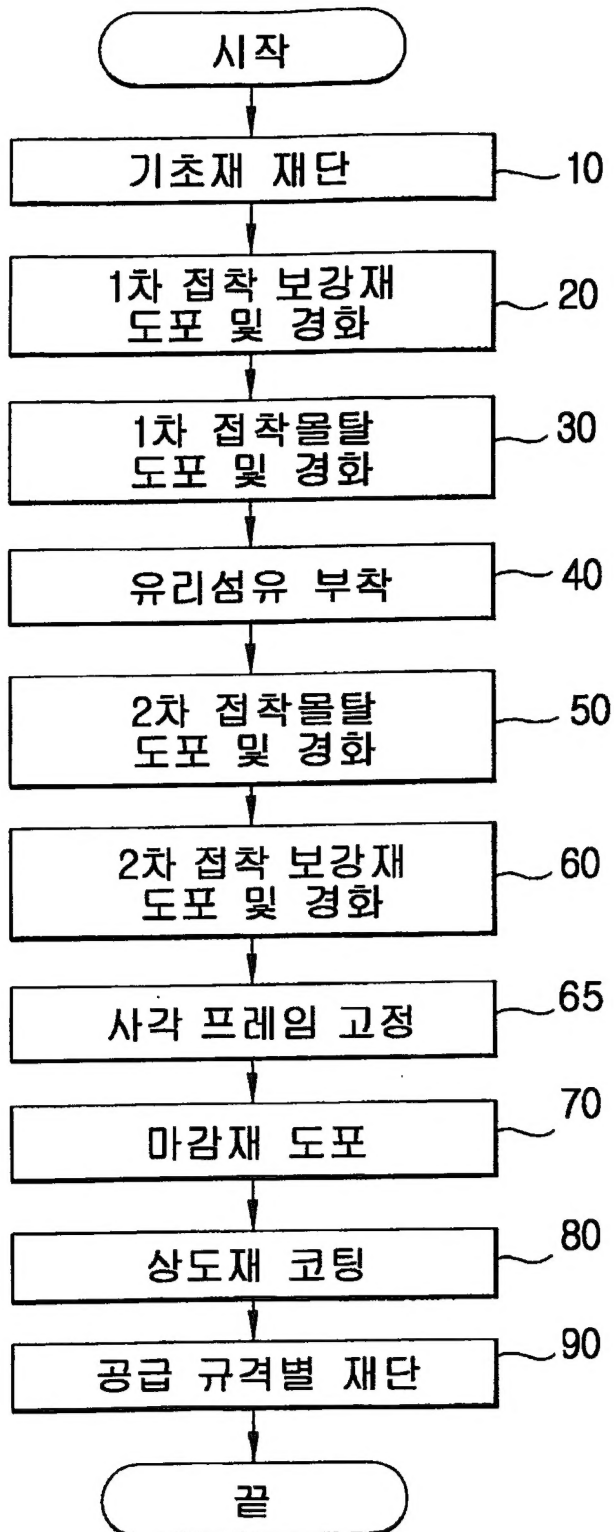 시작
기초재 재단
10
1차 접착 보강재
도포 및 경화
20
1차 접착몰탈
도포 및 경화
30
유리섬유 부착
40
2차 접착몰탈
도포 및 경화
50
2차 접착 보강재
도포 및 경화
60
사각 프레임 고정
65
마감재 도포
70
상도재 코팅
80
공급 규격별 재단
90
끝